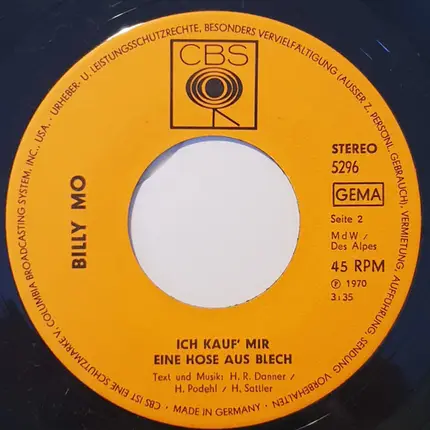 URHEBER- U. LEISTUNGSSCHUTZRECHTE, BESONDERS VERVIELFÄLTIGUNG (AUSSER Z. PERSÖNL. GEBRAUCH), VERMIETUNG, AUFFÜHRUNG, SENDUNG VORBEHALTEN
CBS
STEREO
5296
GEMA
Seite 2
MdW /
Des Alpes
45 RPM
Ⓟ 1970
3:35
BILLY MO
ICH KAUF' MIR
EINE HOSE AUS BLECH
Text und Musik: H. R. Danner /
H. Podehl / H. Sattler
CBS IST EINE SCHUTZMARKE V. COLUMBIA BROADCASTING SYSTEM, INC., USA. ·
• MADE IN GERMANY •